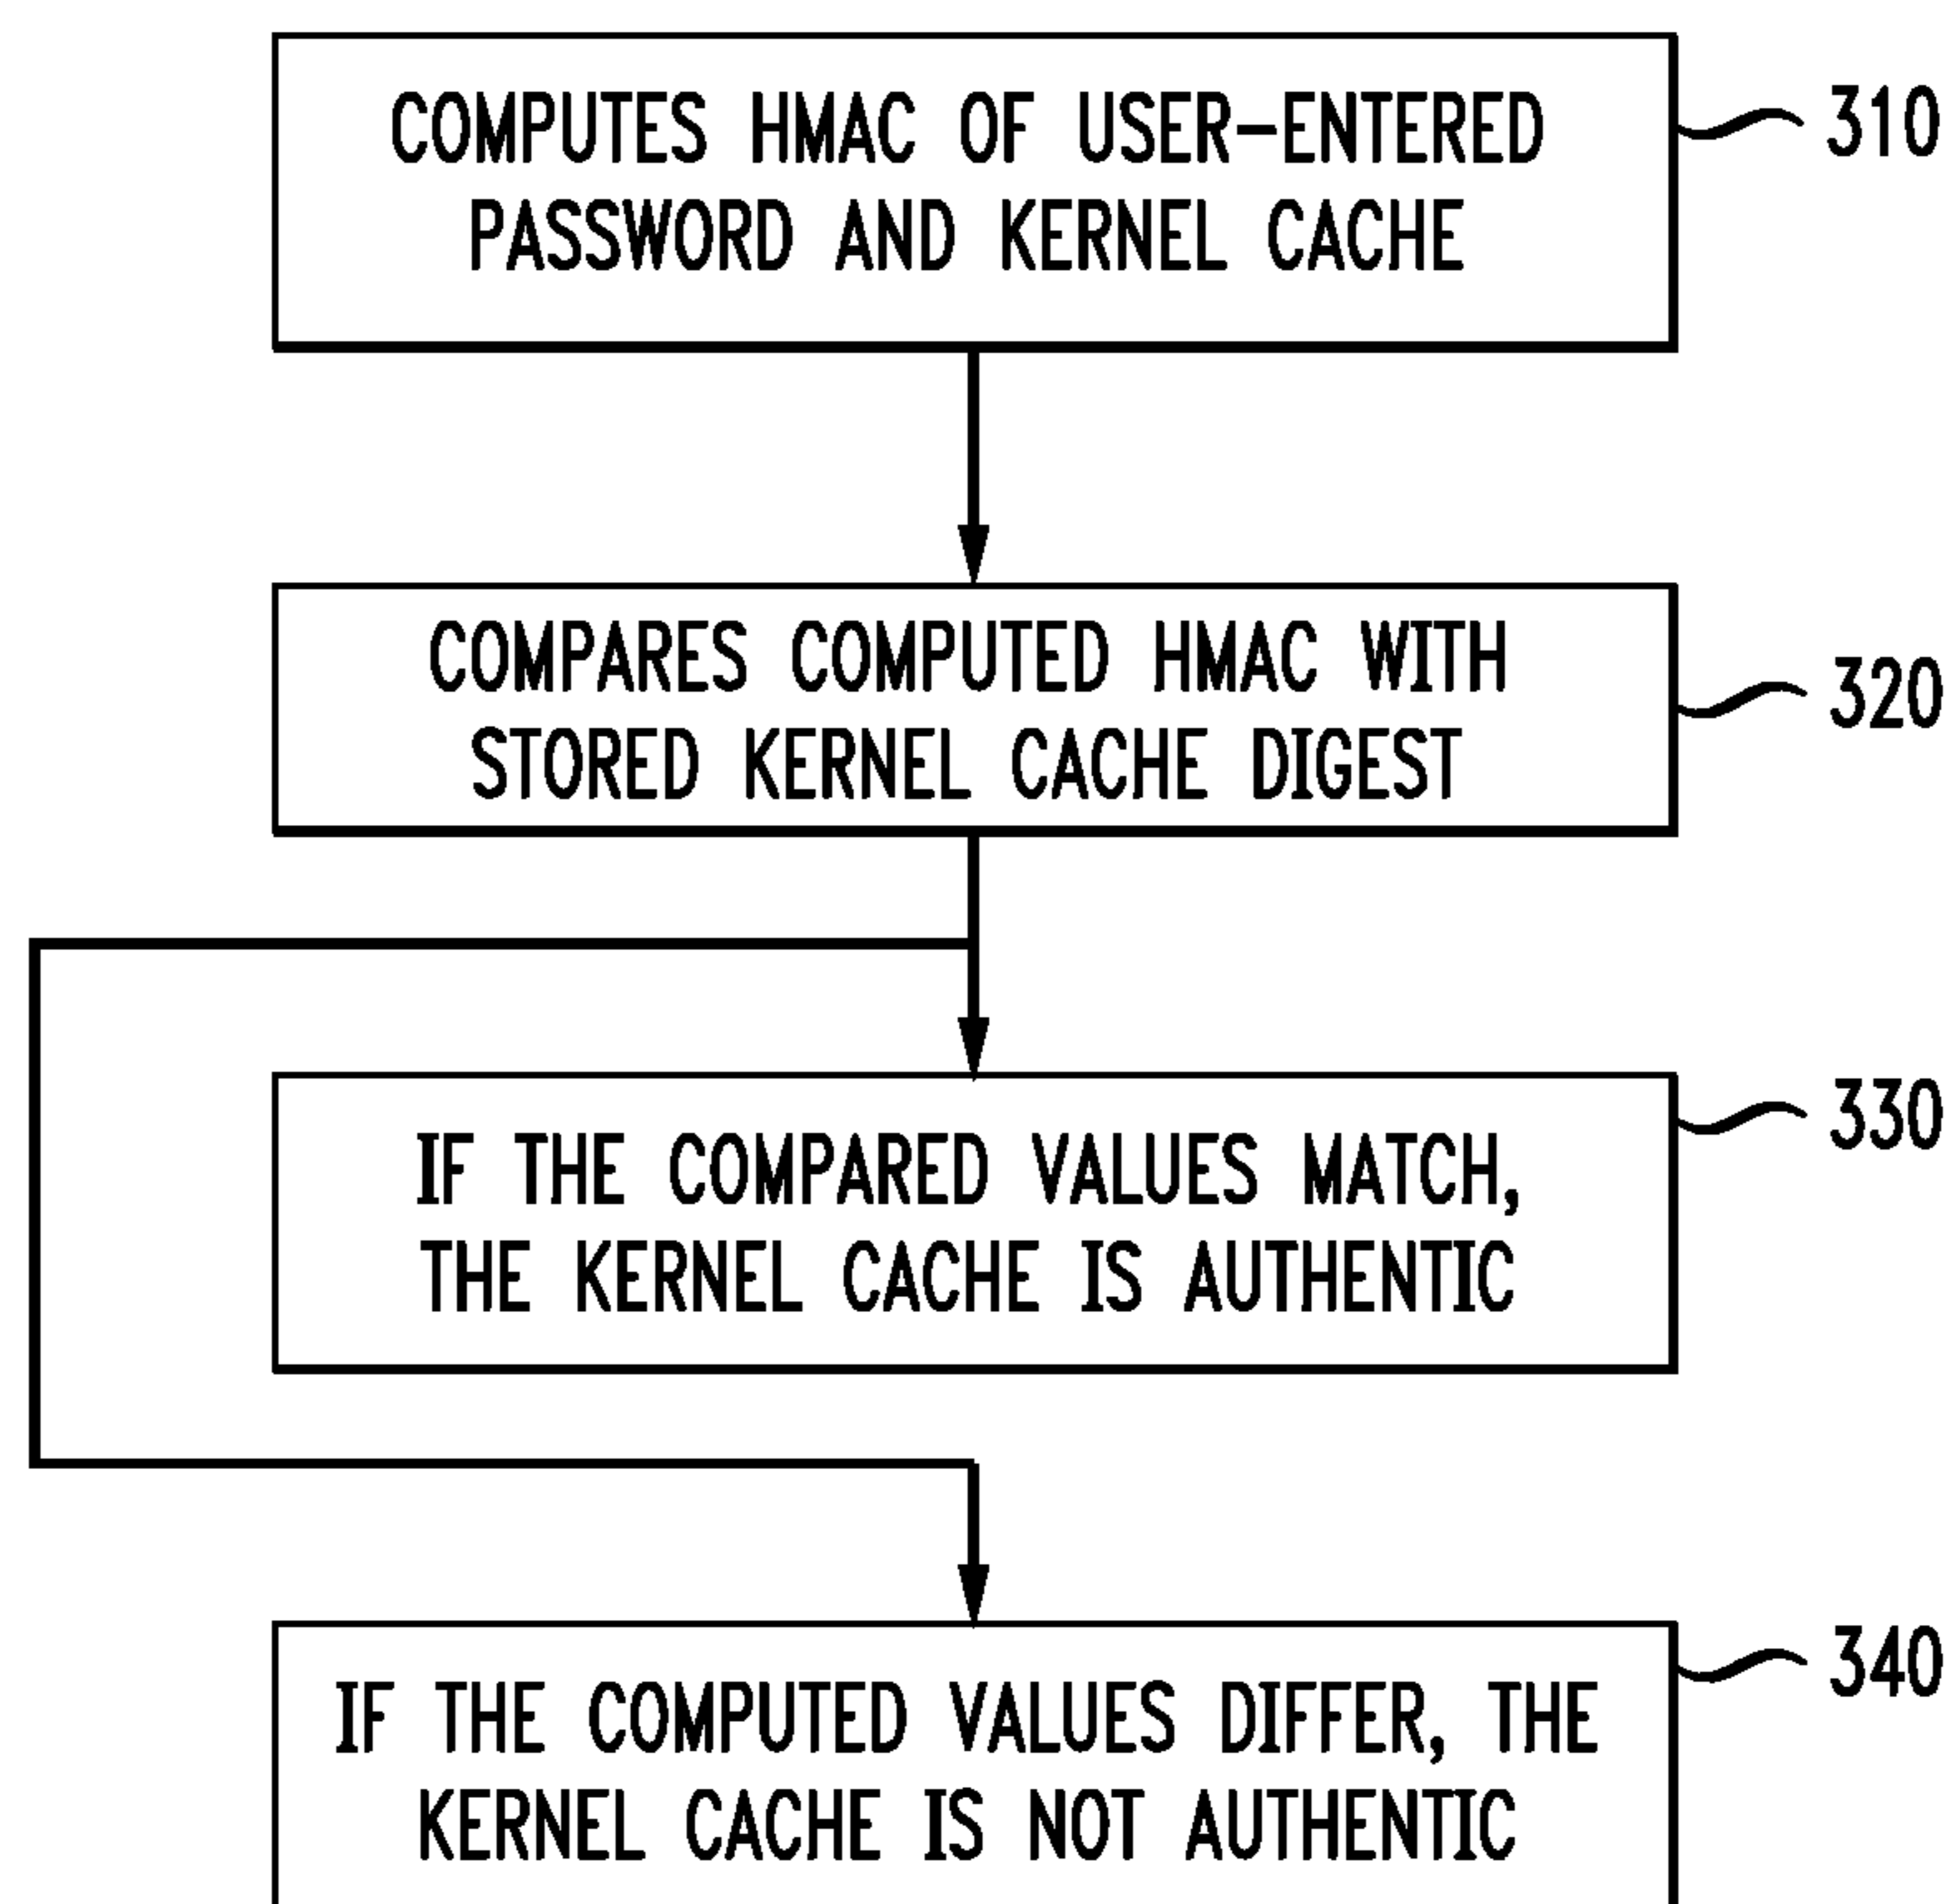 COMPUTES HMAC OF USER-ENTERED
PASSWORD AND KERNEL CACHE
310
COMPARES COMPUTED HMAC WITH
STORED KERNEL CACHE DIGEST
320
IF THE COMPARED VALUES MATCH,
THE KERNEL CACHE IS AUTHENTIC
330
IF THE COMPUTED VALUES DIFFER, THE
KERNEL CACHE IS NOT AUTHENTIC
340